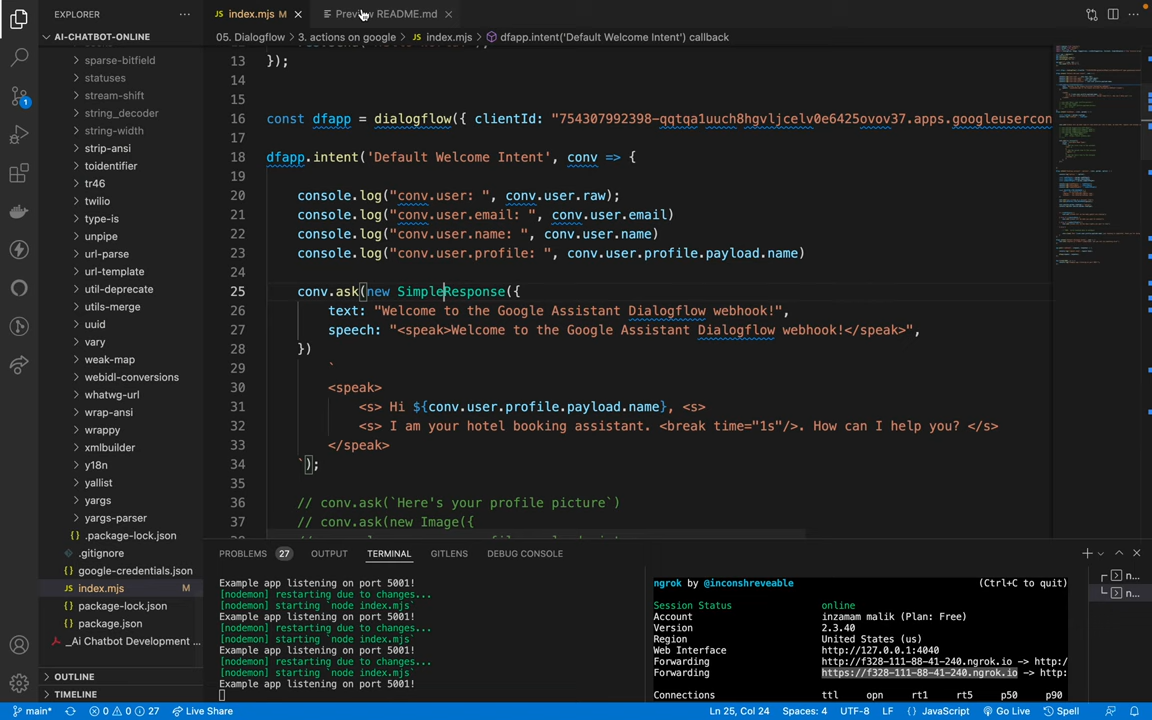 EXPLORER
···
index.mjs M ×
Preview README.md ×
AI-CHATBOT-ONLINE
05. Dialogflow > 3. actions on google > index.mjs > dfapp.intent('Default Welcome Intent') callback
sparse-bitfield
statuses
stream-shift
string_decoder
string-width
strip-ansi
toidentifier
tr46
twilio
type-is
unpipe
url-parse
url-template
url-deprecate
utils-merge
uuid
vary
weak-map
webidl-conversions
whatwg-url
wrap-ansi
wrappy
xmlbuilder
y18n
yallist
yargs
yargs-parser
{} .package-lock.json
.gitignore
{} google-credentials.json
JS index.mjs M
{} package-lock.json
{} package.json
_Ai Chatbot Development ...
OUTLINE
TIMELINE
13 });
14
15
16 const dfapp = dialogflow({ clientId: "754307992398-qqtqa1uuch8hgvljcelv0e6425ovov37.apps.googleusercon
17
18 dfapp.intent('Default Welcome Intent', conv => {
19
20 console.log("conv.user: ", conv.user.raw);
21 console.log("conv.user.email: ", conv.user.email)
22 console.log("conv.user.name: ", conv.user.name)
23 console.log("conv.user.profile: ", conv.user.profile.payload.name)
24
25 conv.ask(new SimpleResponse({
26 text: "Welcome to the Google Assistant Dialogflow webhook!",
27 speech: "<speak>Welcome to the Google Assistant Dialogflow webhook!</speak>",
28 })
29 `
30 <speak>
31 <s> Hi ${conv.user.profile.payload.name}, <s>
32 <s> I am your hotel booking assistant. <break time="1s"/>. How can I help you? </s>
33 </speak>
34 `);
35
36 // conv.ask(`Here's your profile picture`)
37 // conv.ask(new Image({
PROBLEMS 27 OUTPUT TERMINAL GITLENS DEBUG CONSOLE
Example app listening on port 5001!
[nodemon] restarting due to changes...
[nodemon] starting `node index.mjs`
Example app listening on port 5001!
[nodemon] restarting due to changes...
[nodemon] starting `node index.mjs`
Example app listening on port 5001!
[nodemon] restarting due to changes...
[nodemon] starting `node index.mjs`
Example app listening on port 5001!
ngrok by @inconshreveable (Ctrl+C to quit)
Session Status online
Account inzamam malik (Plan: Free)
Version 2.3.40
Region United States (us)
Web Interface http://127.0.0.1:4040
Forwarding http://f328-111-88-41-240.ngrok.io -> http:/
Forwarding https://f328-111-88-41-240.ngrok.io -> http:
Connections ttl opn rt1 rt5 p50 p90
n...
n...
main* 0 0 27 Live Share Ln 25, Col 24 Spaces: 4 UTF-8 LF {} JavaScript Go Live Spell